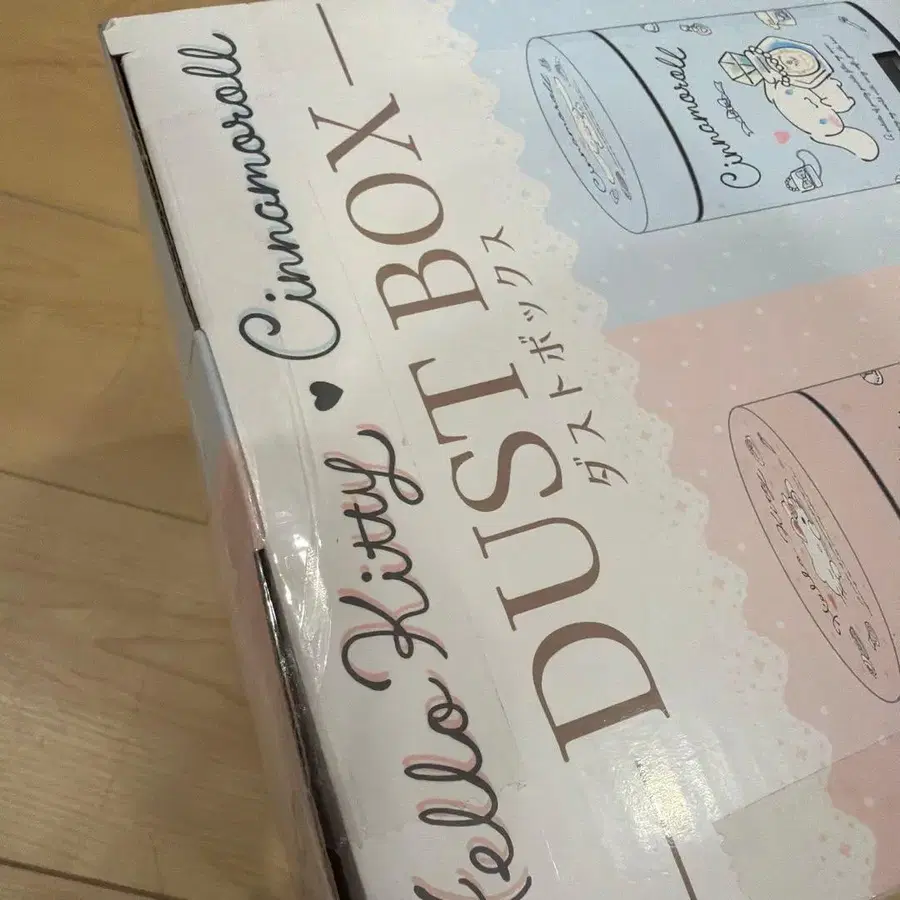 Hello Kitty ♥ Cinnamoroll
DUST BOX
ダストボックス
Cinnamoroll